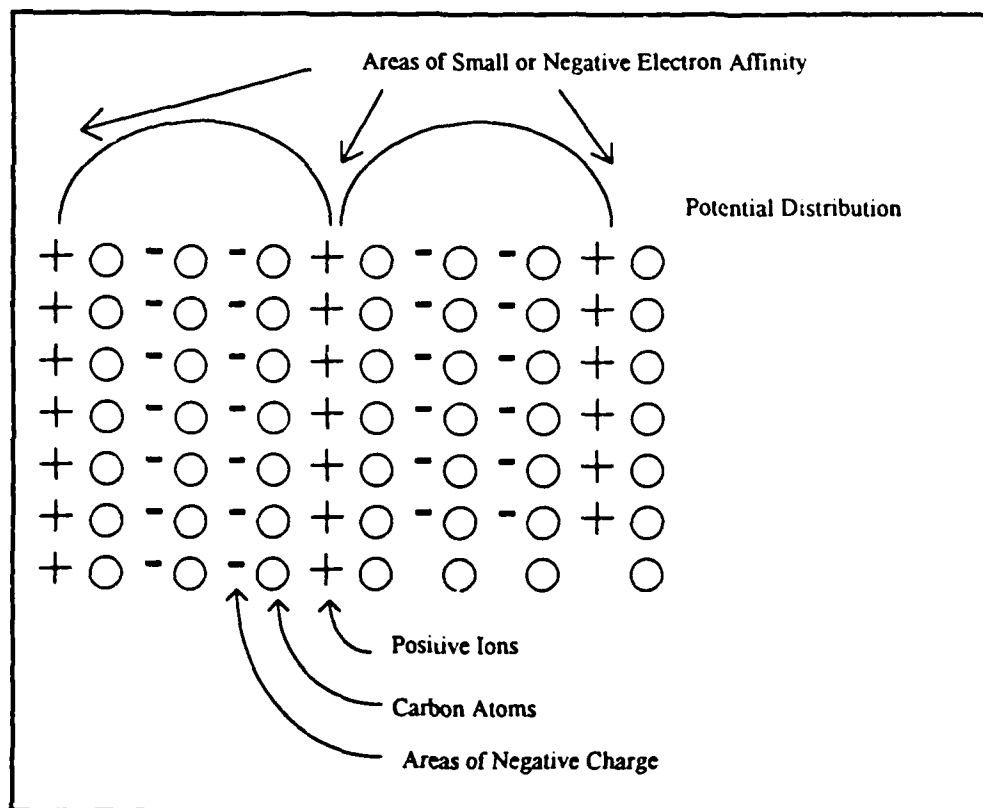 Areas of Small or Negative Electron Affinity
Potential Distribution
+ - - + - - +
+ - - + - - +
+ - - + - - +
+ - - + - - +
+ - - + - - +
+ - - + - - +
+ - - +
Positive Ions
Carbon Atoms
Areas of Negative Charge